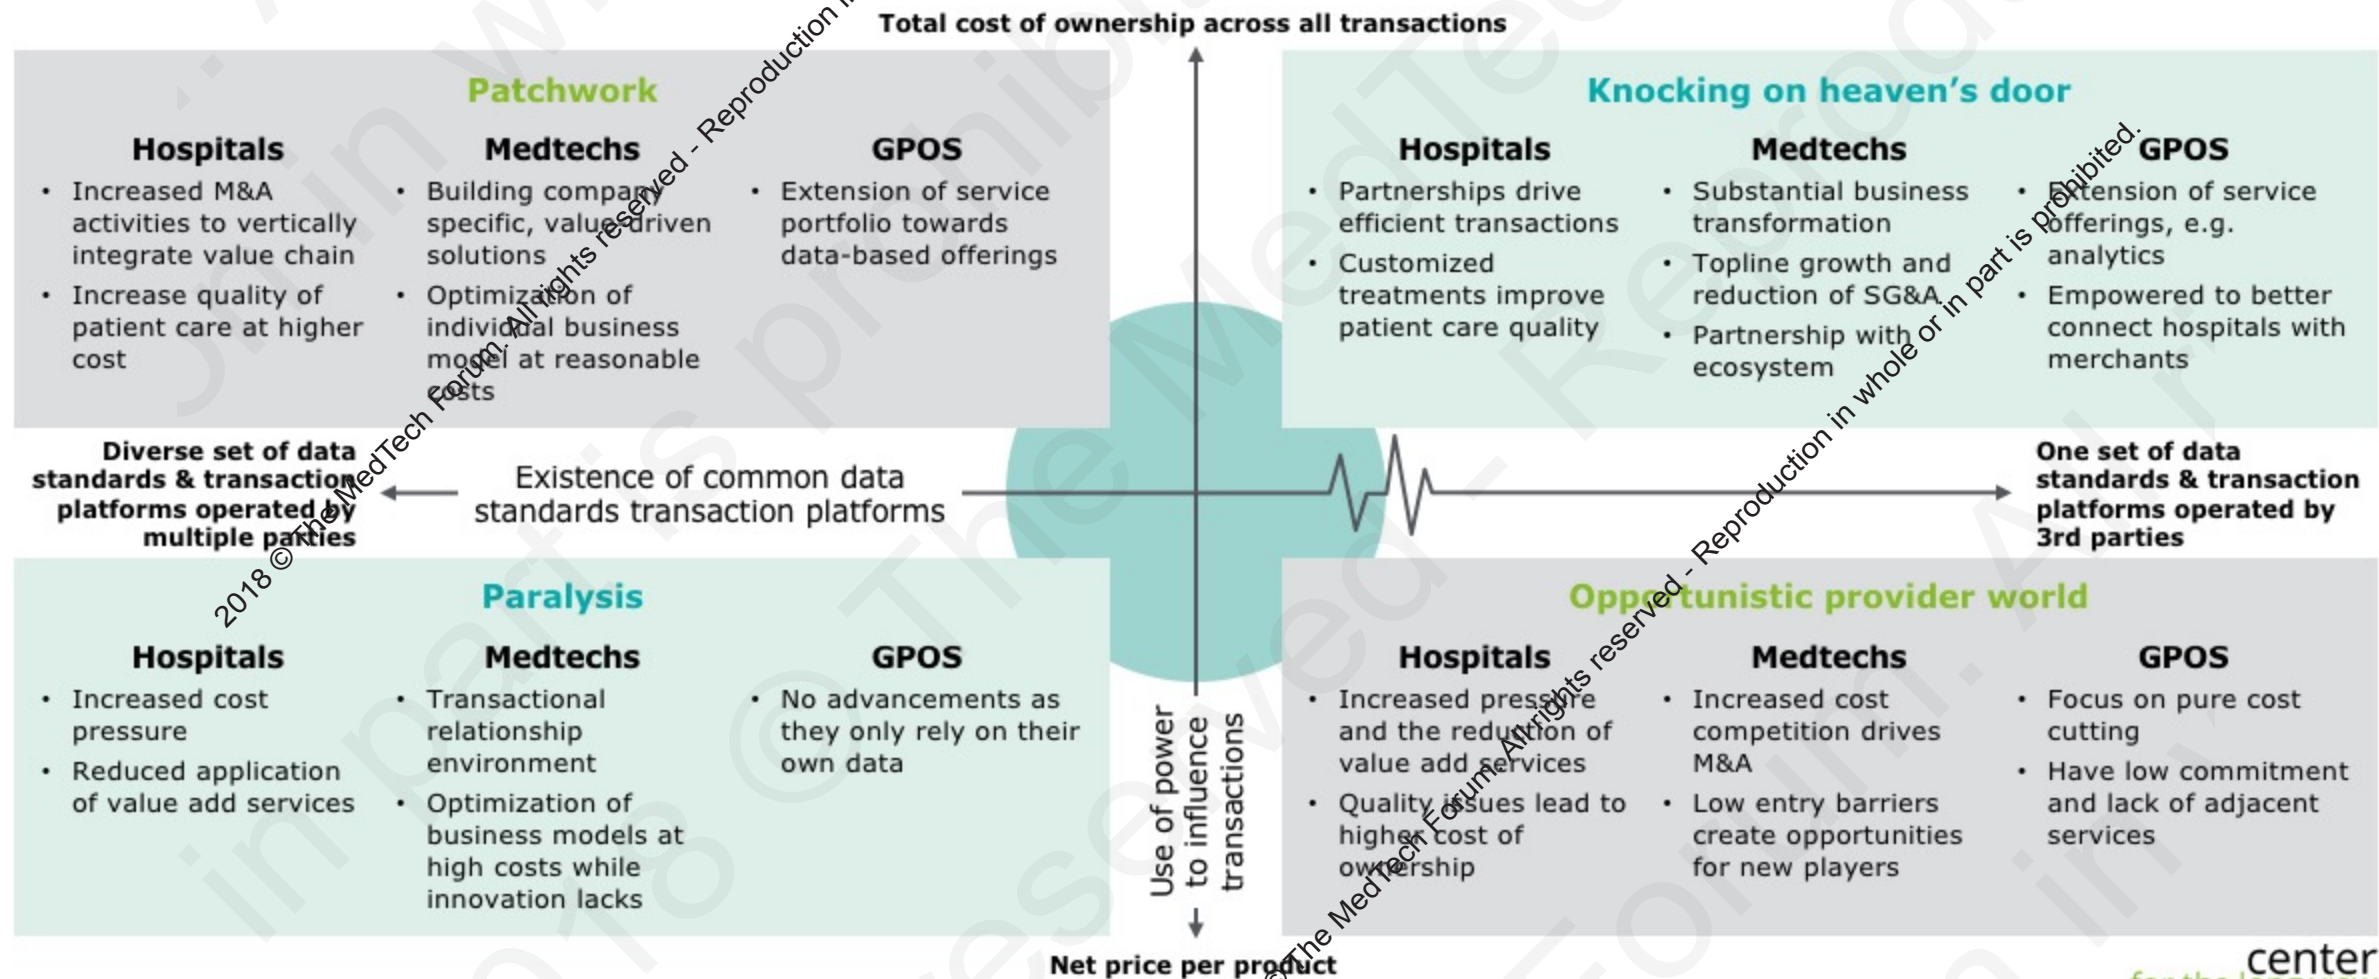 Total cost of ownership across all transactions
Patchwork
Hospitals
• Increased M&A
activities to vertically
integrate value chain
• Increase quality of
patient care at higher
cost
Medtechs
• Building company
specific, value driven
solutions
• Optimization of
individual business
model at reasonable
costs
GPOS
• Extension of service
portfolio towards
data-based offerings
Knocking on heaven’s door
Hospitals
• Partnerships drive
efficient transactions
• Customized
treatments improve
patient care quality
Medtechs
• Substantial business
transformation
• Topline growth and
reduction of SG&A
• Partnership with
ecosystem
GPOS
• Extension of service
offerings, e.g.
analytics
• Empowered to better
connect hospitals with
merchants
Diverse set of data
standards & transaction
platforms operated by
multiple parties
Existence of common data
standards transaction platforms
One set of data
standards & transaction
platforms operated by
3rd parties
Paralysis
Hospitals
• Increased cost
pressure
• Reduced application
of value add services
Medtechs
• Transactional
relationship
environment
• Optimization of
business models at
high costs while
innovation lacks
GPOS
• No advancements as
they only rely on their
own data
Use of power
to influence
transactions
Opportunistic provider world
Hospitals
• Increased pressure
and the reduction of
value add services
• Quality issues lead to
higher cost of
ownership
Medtechs
• Increased cost
competition drives
M&A
• Low entry barriers
create opportunities
for new players
GPOS
• Focus on pure cost
cutting
• Have low commitment
and lack of adjacent
services
Net price per product
center
2018 © The MedTech Forum. All rights reserved - Reproduction
© The MedTech Forum. All rights reserved - Reproduction in whole or in part is prohibited.